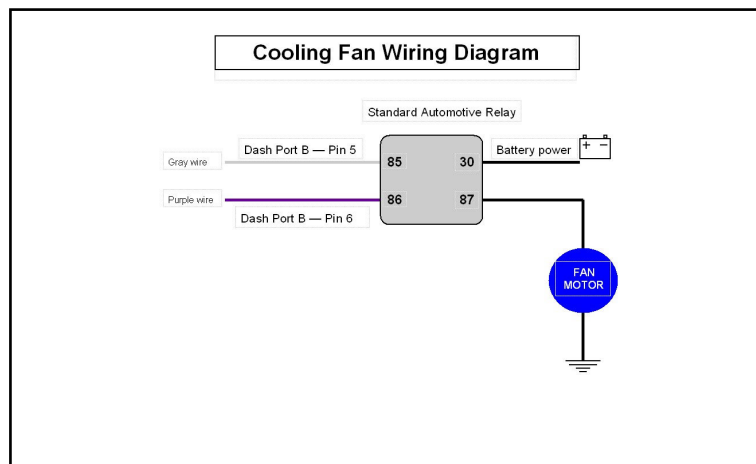 Cooling Fan Wiring Diagram
Standard Automotive Relay
Dash Port B — Pin 5
Battery power
+ −
Gray wire
85
30
Purple wire
86
87
Dash Port B — Pin 6
FAN
MOTOR